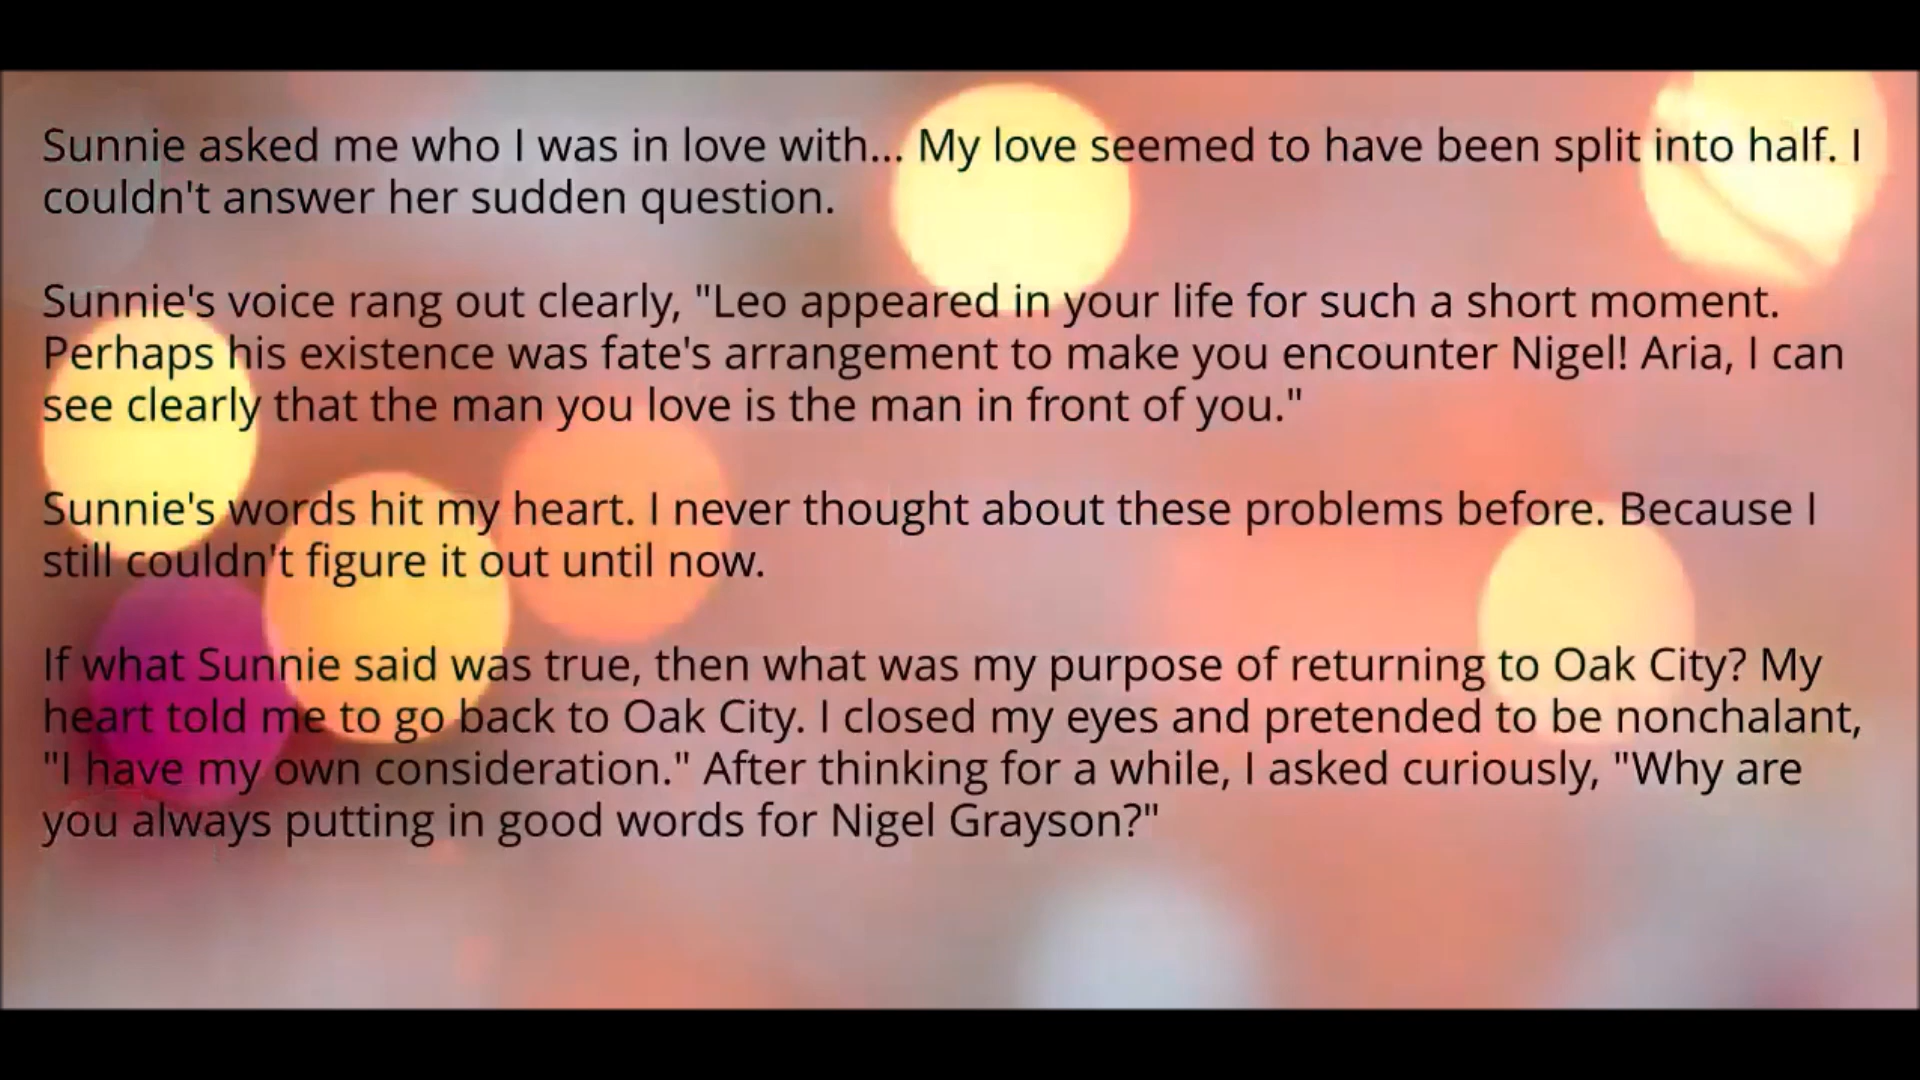 Sunnie asked me who I was in love with... My love seemed to have been split into half. I
couldn't answer her sudden question.
Sunnie's voice rang out clearly, "Leo appeared in your life for such a short moment.
Perhaps his existence was fate's arrangement to make you encounter Nigel! Aria, I can
see clearly that the man you love is the man in front of you."
Sunnie's words hit my heart. I never thought about these problems before. Because I
still couldn't figure it out until now.
If what Sunnie said was true, then what was my purpose of returning to Oak City? My
heart told me to go back to Oak City. I closed my eyes and pretended to be nonchalant,
"I have my own consideration." After thinking for a while, I asked curiously, "Why are
you always putting in good words for Nigel Grayson?"